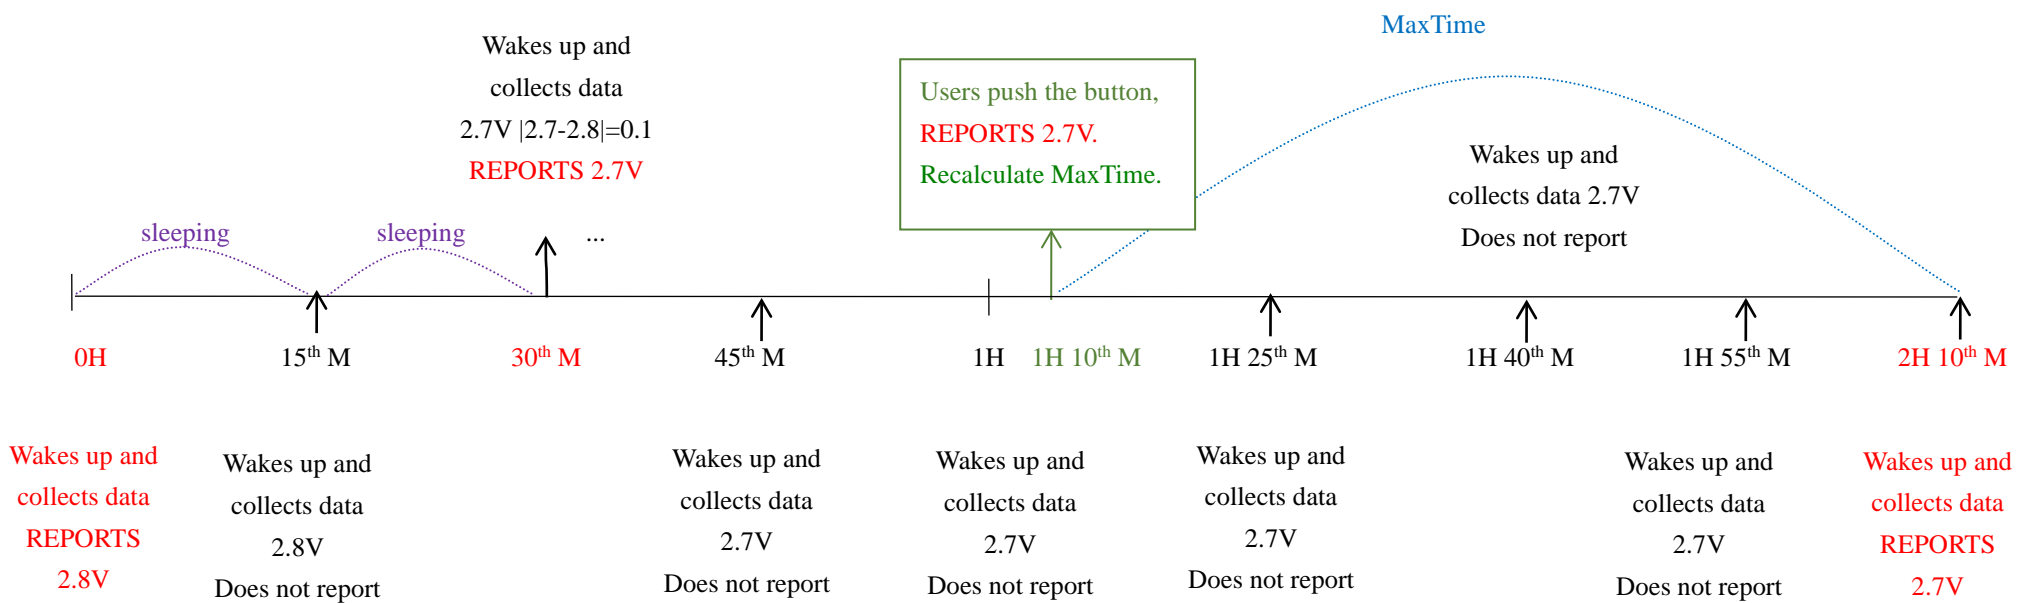 MaxTime
Wakes up and
collects data
2.7V |2.7-2.8|=0.1
REPORTS 2.7V
Users push the button,
REPORTS 2.7V.
Recalculate MaxTime.
Wakes up and
collects data 2.7V
Does not report
sleeping
sleeping
...
0H
15th M
30th M
45th M
1H
1H 10th M
1H 25th M
1H 40th M
1H 55th M
2H 10th M
Wakes up and
collects data
REPORTS
2.8V
Wakes up and
collects data
2.8V
Does not report
Wakes up and
collects data
2.7V
Does not report
Wakes up and
collects data
2.7V
Does not report
Wakes up and
collects data
2.7V
Does not report
Wakes up and
collects data
2.7V
Does not report
Wakes up and
collects data
REPORTS
2.7V